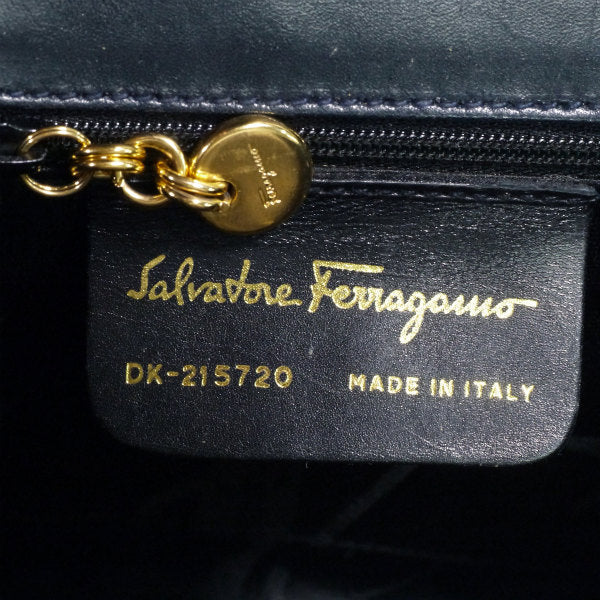 Ferragamo
Salvatore Ferragamo
DK-215720 MADE IN ITALY